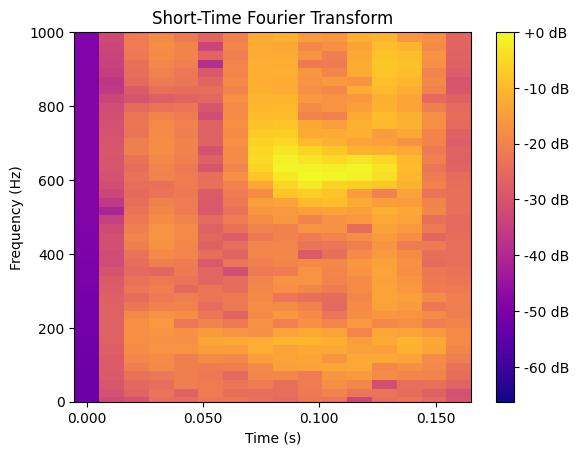 Short-Time Fourier Transform
1000
800
600
400
200
0
Frequency (Hz)
0.000
0.050
0.100
0.150
Time (s)
+0 dB
-10 dB
-20 dB
-30 dB
-40 dB
-50 dB
-60 dB